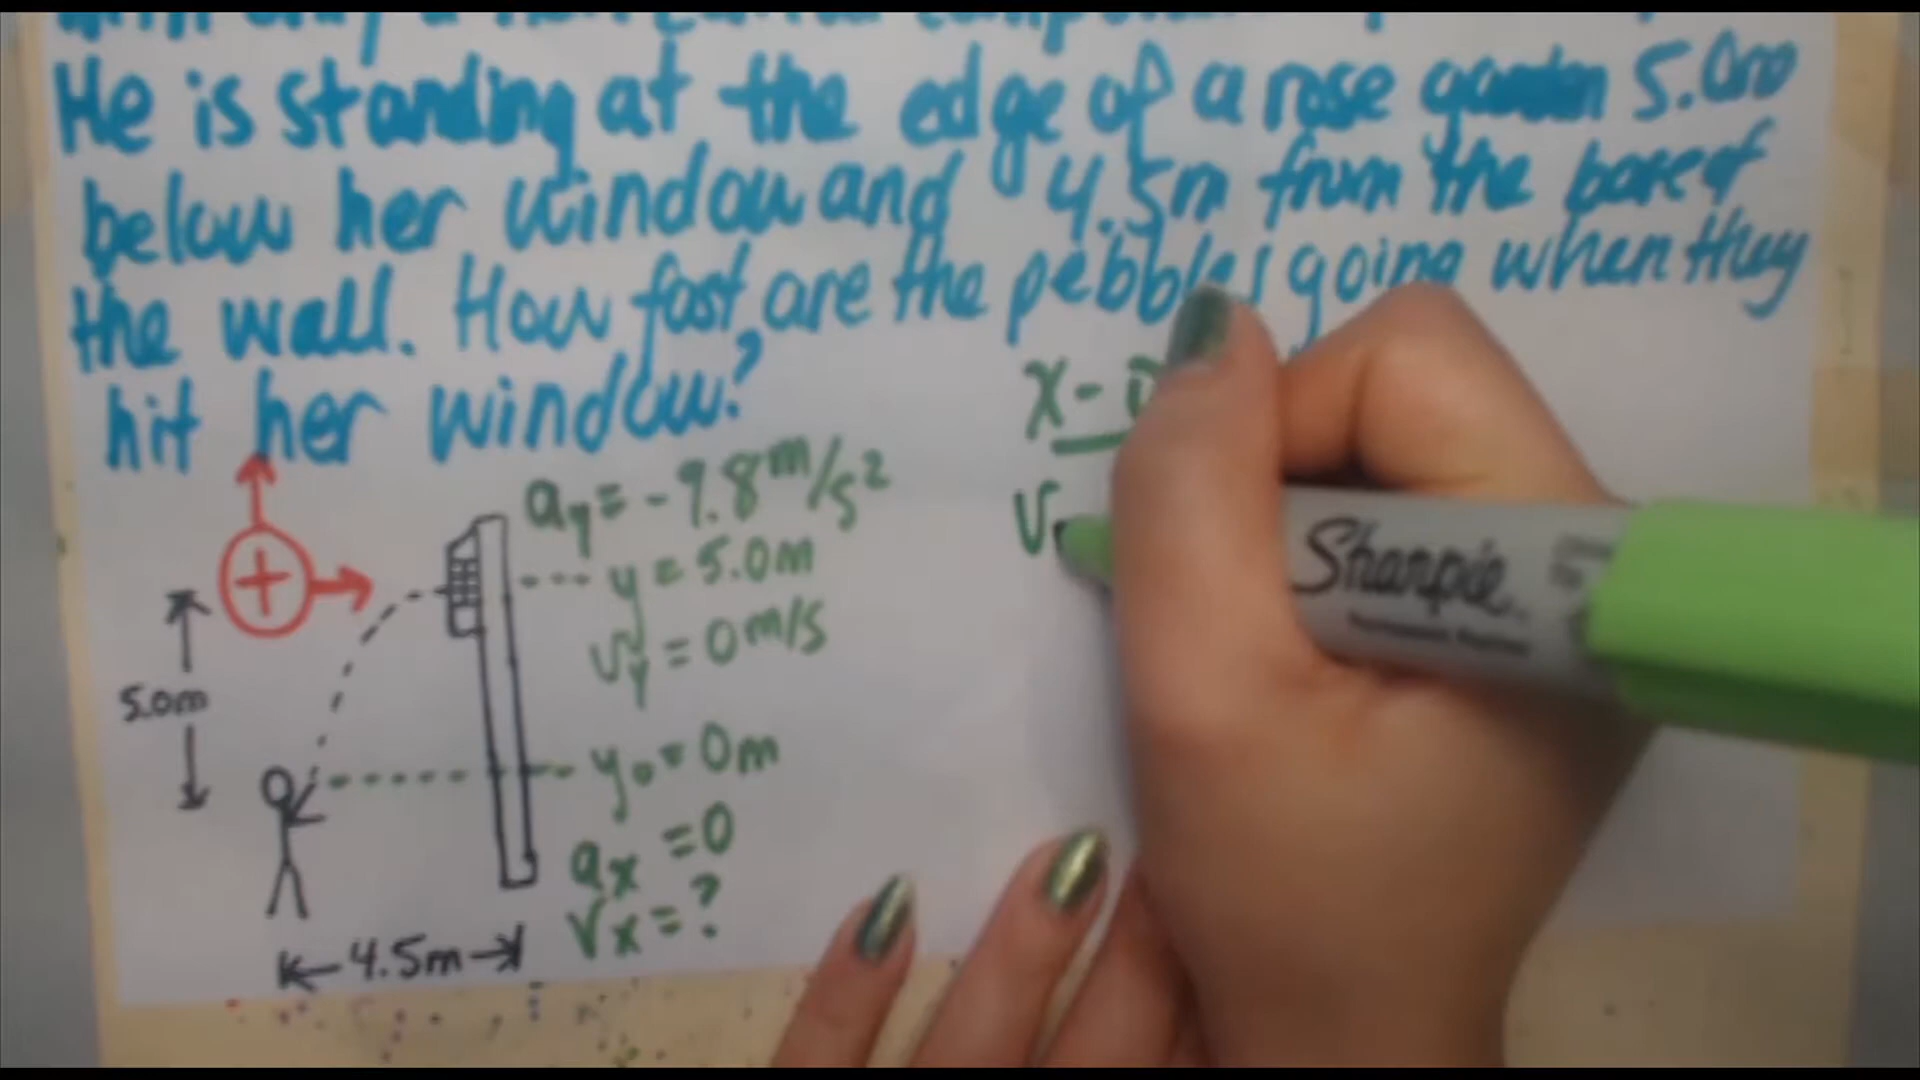 He is standing at the edge of a rose garden 5.0m
below her window and 4.5m from the base of
the wall. How fast are the pebbles going when they
hit her window?
x-
ay = -9.8 m/s²
y = 5.0m
vy = 0 m/s
5.0m
y₀ = 0m
ax = 0
vx = ?
4.5m
Sharpie